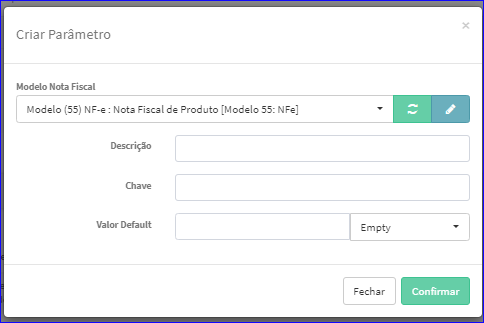 Criar Parâmetro
×
Modelo Nota Fiscal
Modelo (55) NF-e : Nota Fiscal de Produto [Modelo 55: NFe]
Descrição
Chave
Valor Default
Empty
Fechar
Confirmar